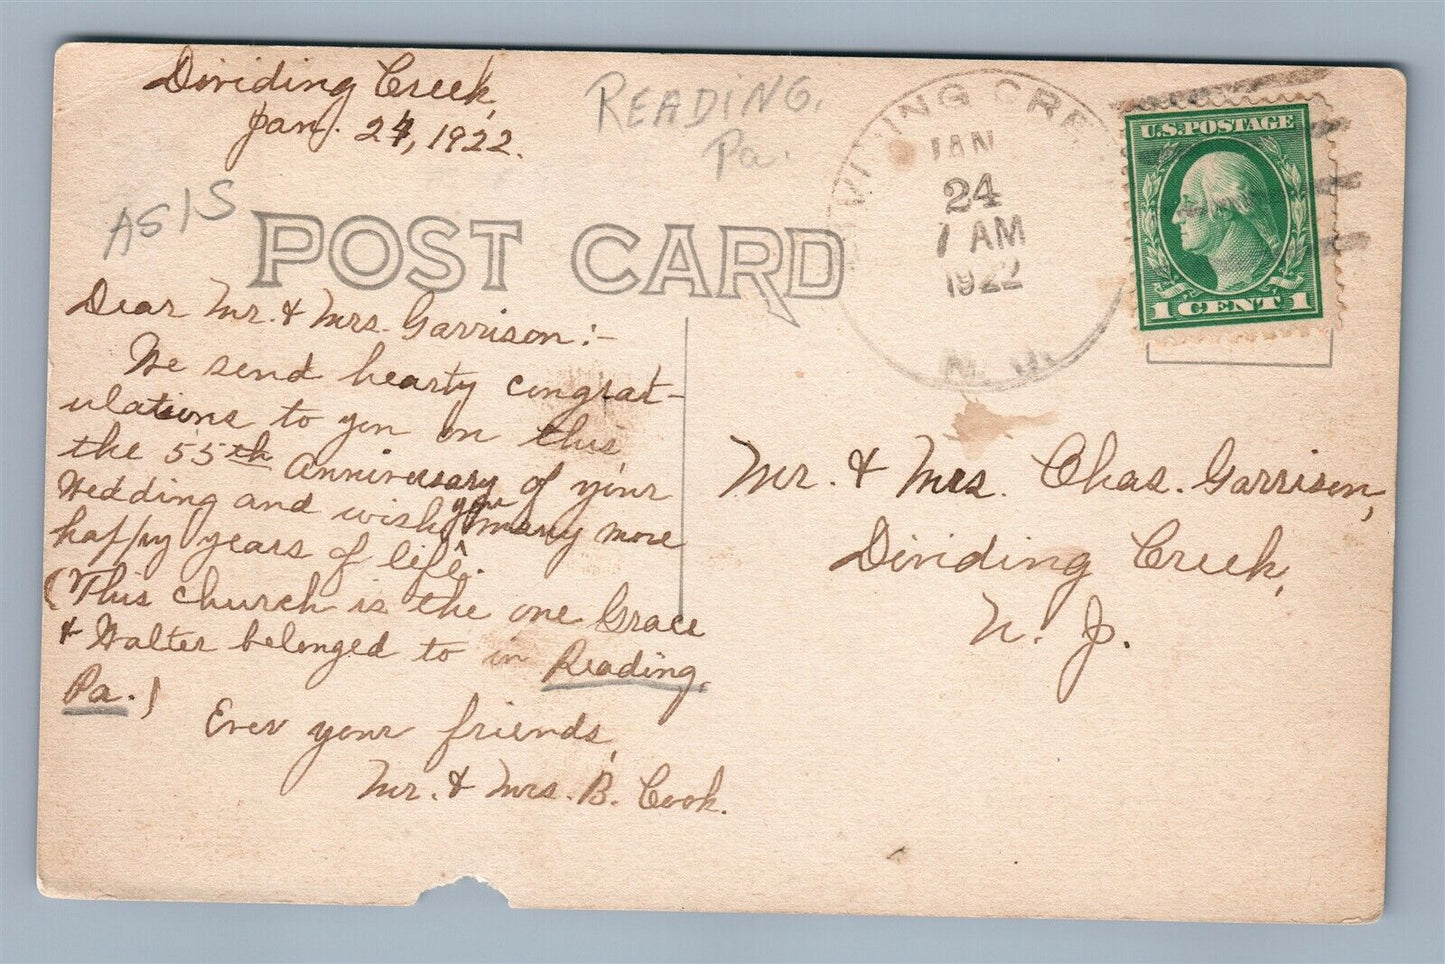 Dividing Creek,
Jan. 24, 1922.
READING,
Pa.
AS IS
POST CARD
DIVIDING CREEK
JAN
24
7 AM
1922
N. J.
U.S. POSTAGE
1 CENT 1
Dear Mr. & Mrs. Garrison:-
We send hearty congrat-
ulations to you on this
the 55th Anniversary of your
Wedding and wish you many more
happy years of life.
(This church is the one Grace
& Walter belonged to in Reading,
Pa.)
Ever your friends,
Mr. & Mrs. B. Cook.
Mr. & Mrs. Chas. Garrison,
Dividing Creek,
N. J.